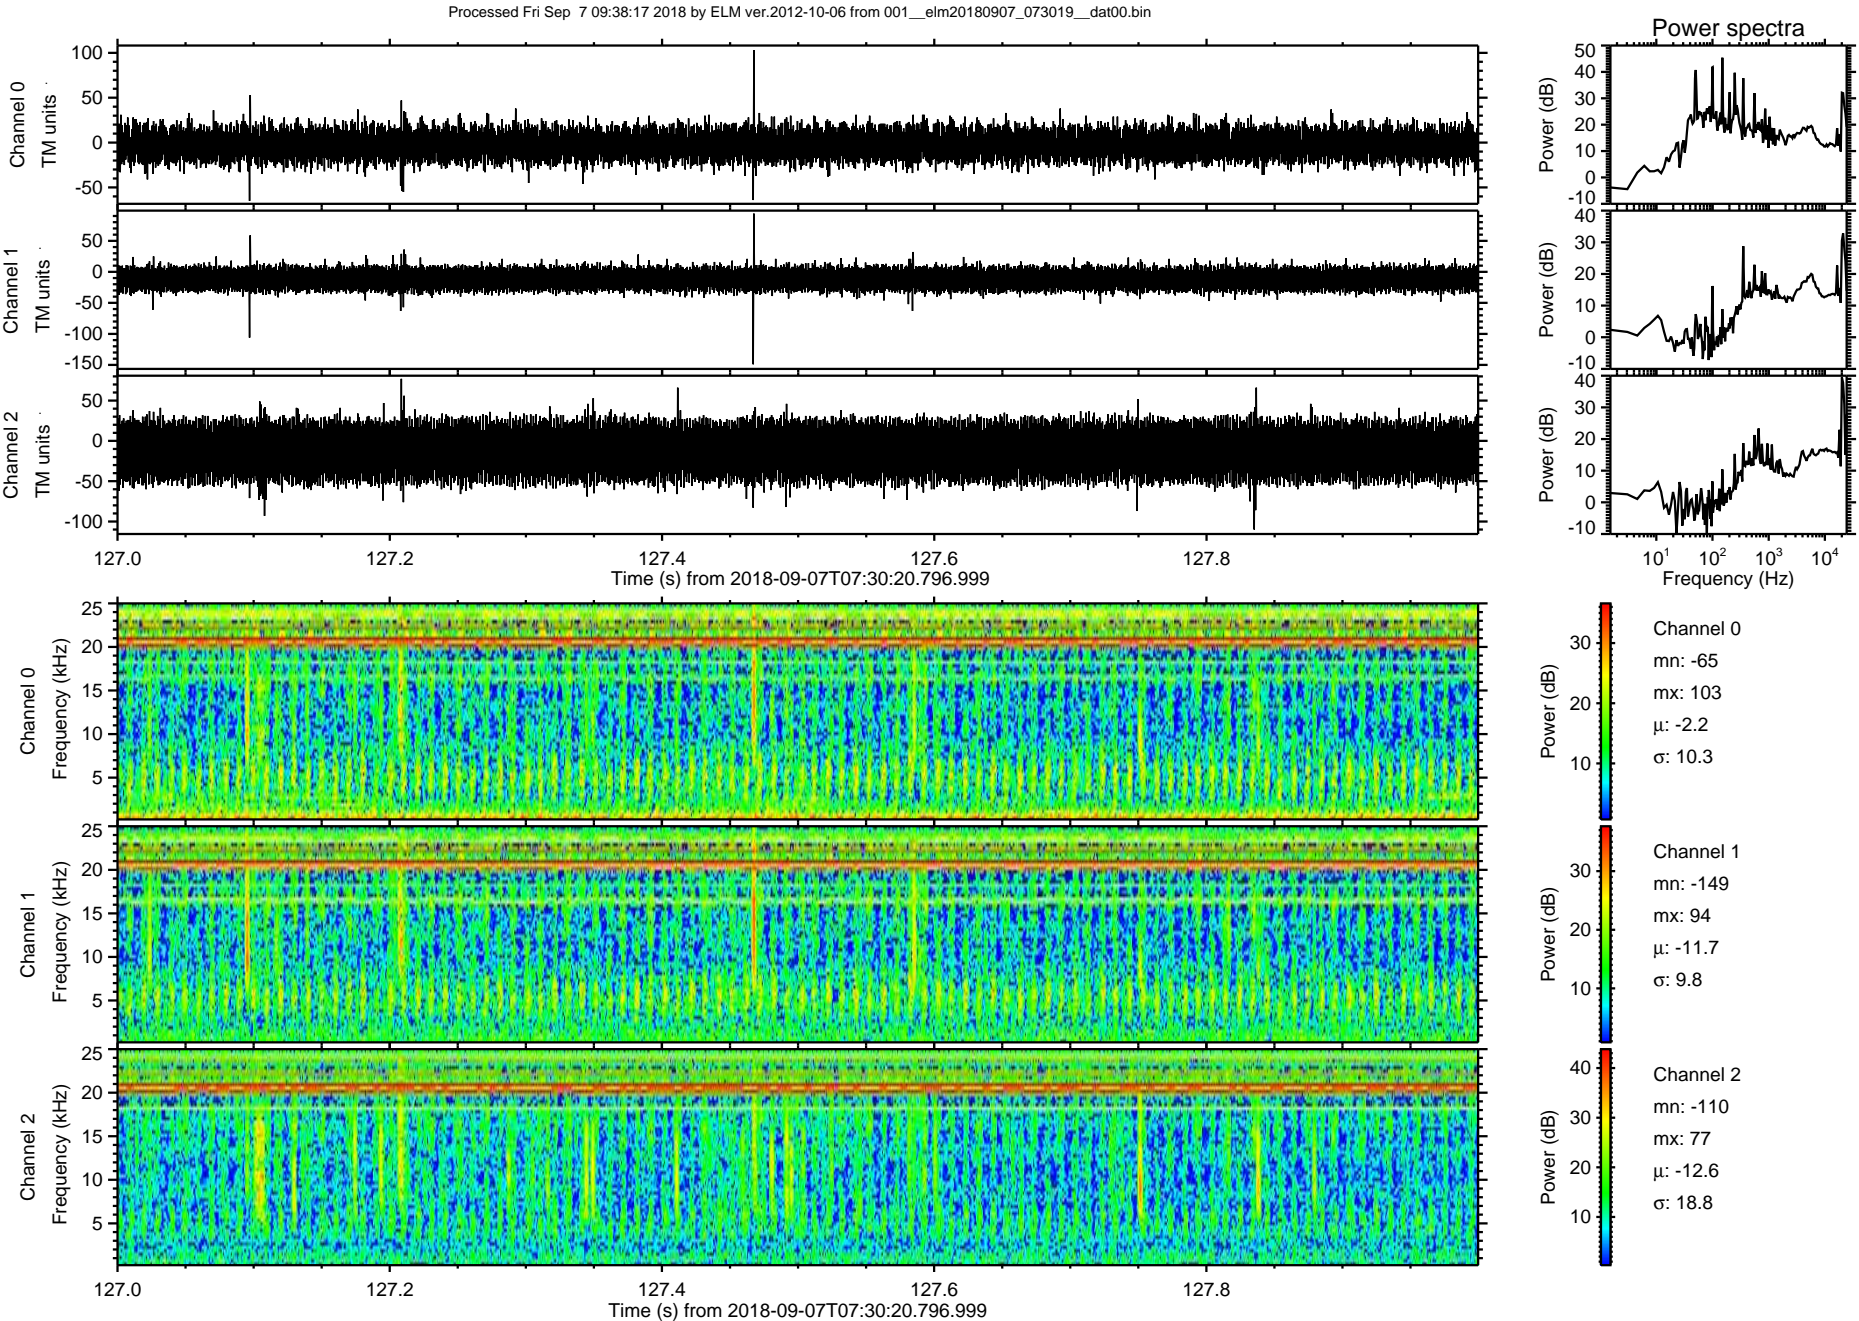 Processed Fri Sep  7 09:38:17 2018 by ELM ver.2012-10-06 from 001__elm20180907_073019__dat00.bin
Power spectra
Channel 0
TM units
100
50
0
-50
Power (dB)
50
40
30
20
10
0
-10
Channel 1
TM units
50
0
-50
-100
-150
Power (dB)
40
30
20
10
0
-10
Channel 2
TM units
50
0
-50
-100
Power (dB)
40
30
20
10
0
-10
127.0 127.2 127.4 127.6 127.8
Time (s) from 2018-09-07T07:30:20.796.999
10^1 10^2 10^3 10^4
Frequency (Hz)
Channel 0
Frequency (kHz)
25
20
15
10
5
Power (dB)
30
20
10
Channel 0
mn: -65
mx: 103
μ: -2.2
σ: 10.3
Channel 1
Frequency (kHz)
25
20
15
10
5
Power (dB)
30
20
10
Channel 1
mn: -149
mx: 94
μ: -11.7
σ: 9.8
Channel 2
Frequency (kHz)
25
20
15
10
5
Power (dB)
40
30
20
10
Channel 2
mn: -110
mx: 77
μ: -12.6
σ: 18.8
127.0 127.2 127.4 127.6 127.8
Time (s) from 2018-09-07T07:30:20.796.999